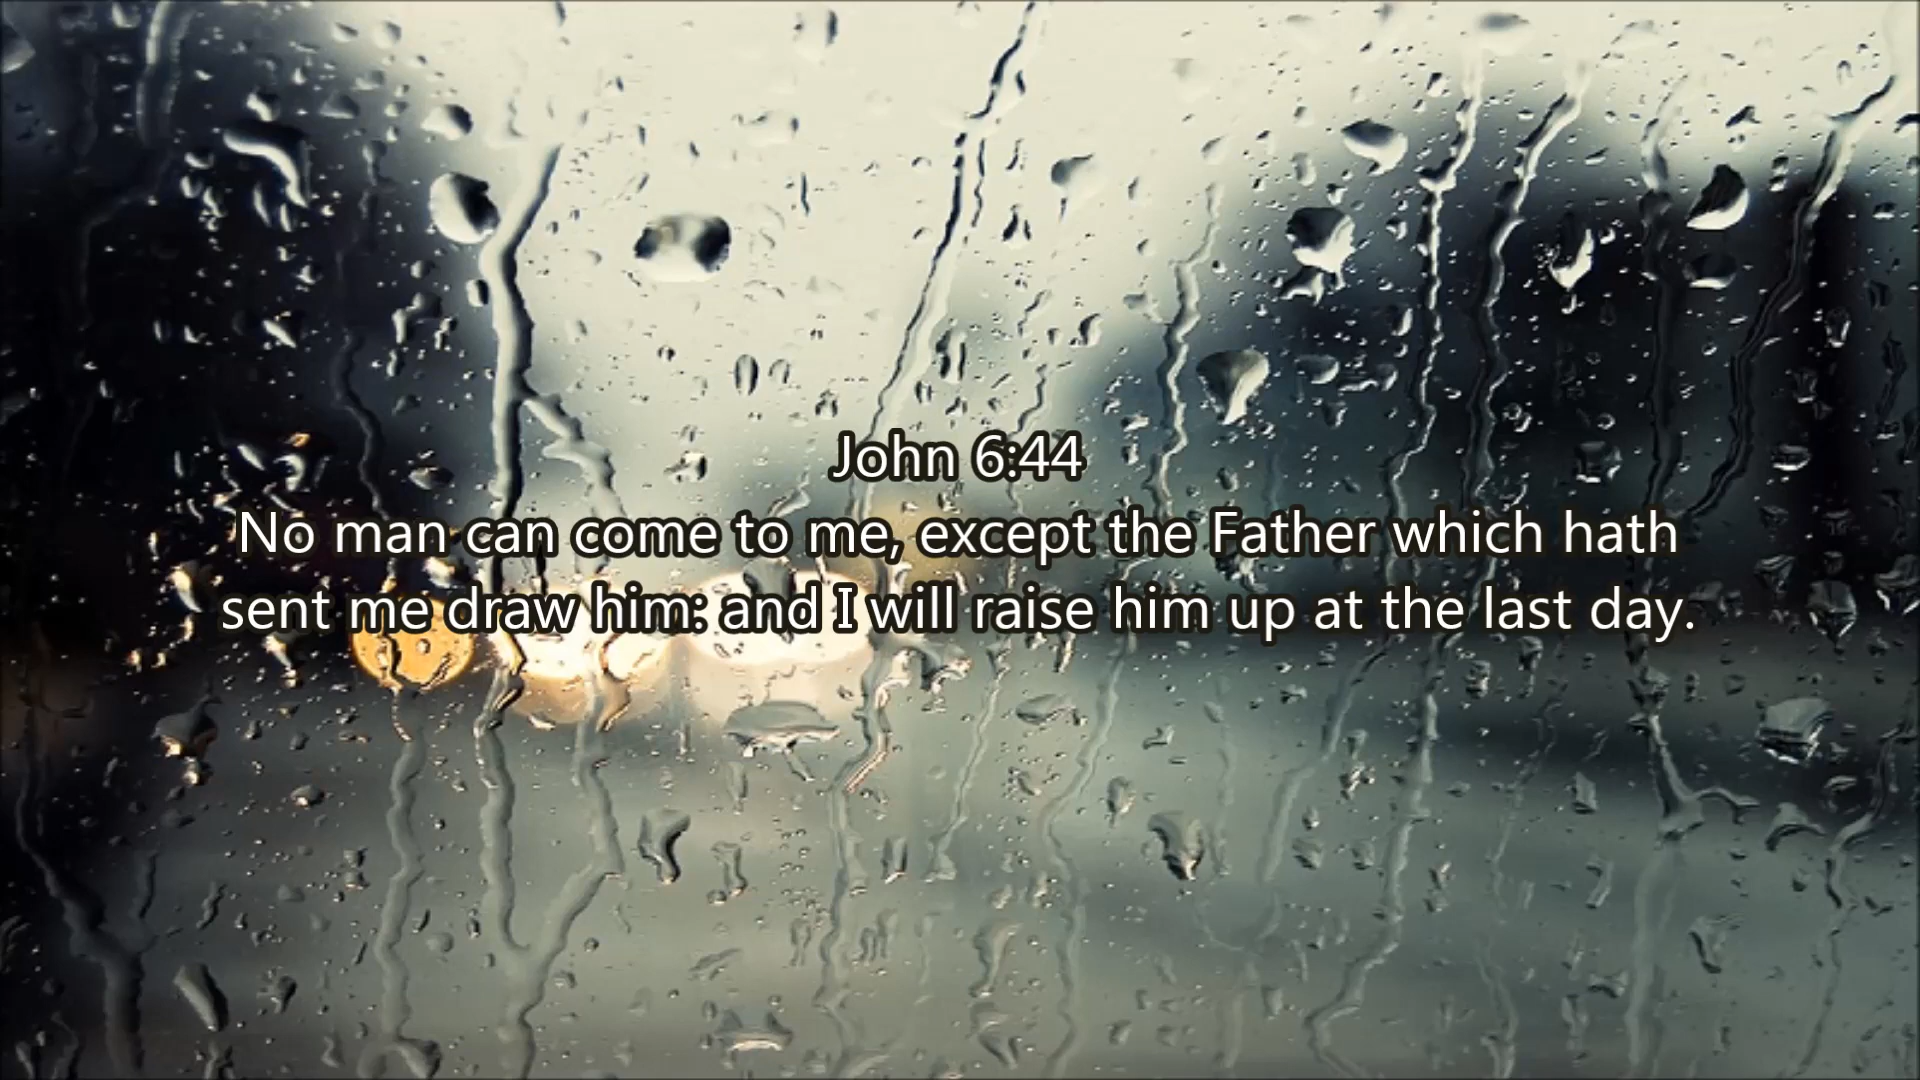 John 6:44
No man can come to me, except the Father which hath
sent me draw him: and I will raise him up at the last day.